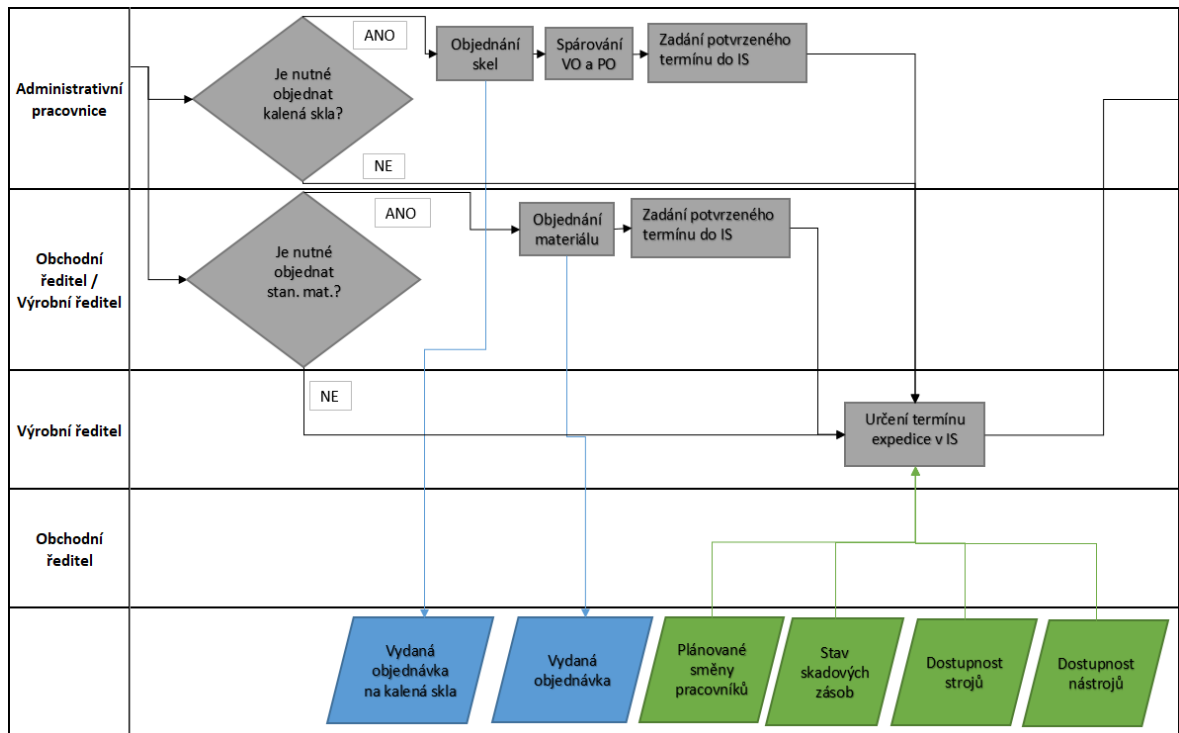 Administrativní
pracovnice
Je nutné
objednat
kalená skla?
ANO
NE
Objednání
skel
Spárování
VO a PO
Zadání potvrzeného
termínu do IS
Obchodní
ředitel /
Výrobní ředitel
Je nutné
objednat
stan. mat.?
ANO
NE
Objednání
materiálu
Zadání potvrzeného
termínu do IS
Výrobní ředitel
Určení termínu
expedice v IS
Obchodní
ředitel
Vydaná
objednávka
na kalená skla
Vydaná
objednávka
Plánované
směny
pracovníků
Stav
skadových
zásob
Dostupnost
strojů
Dostupnost
nástrojů